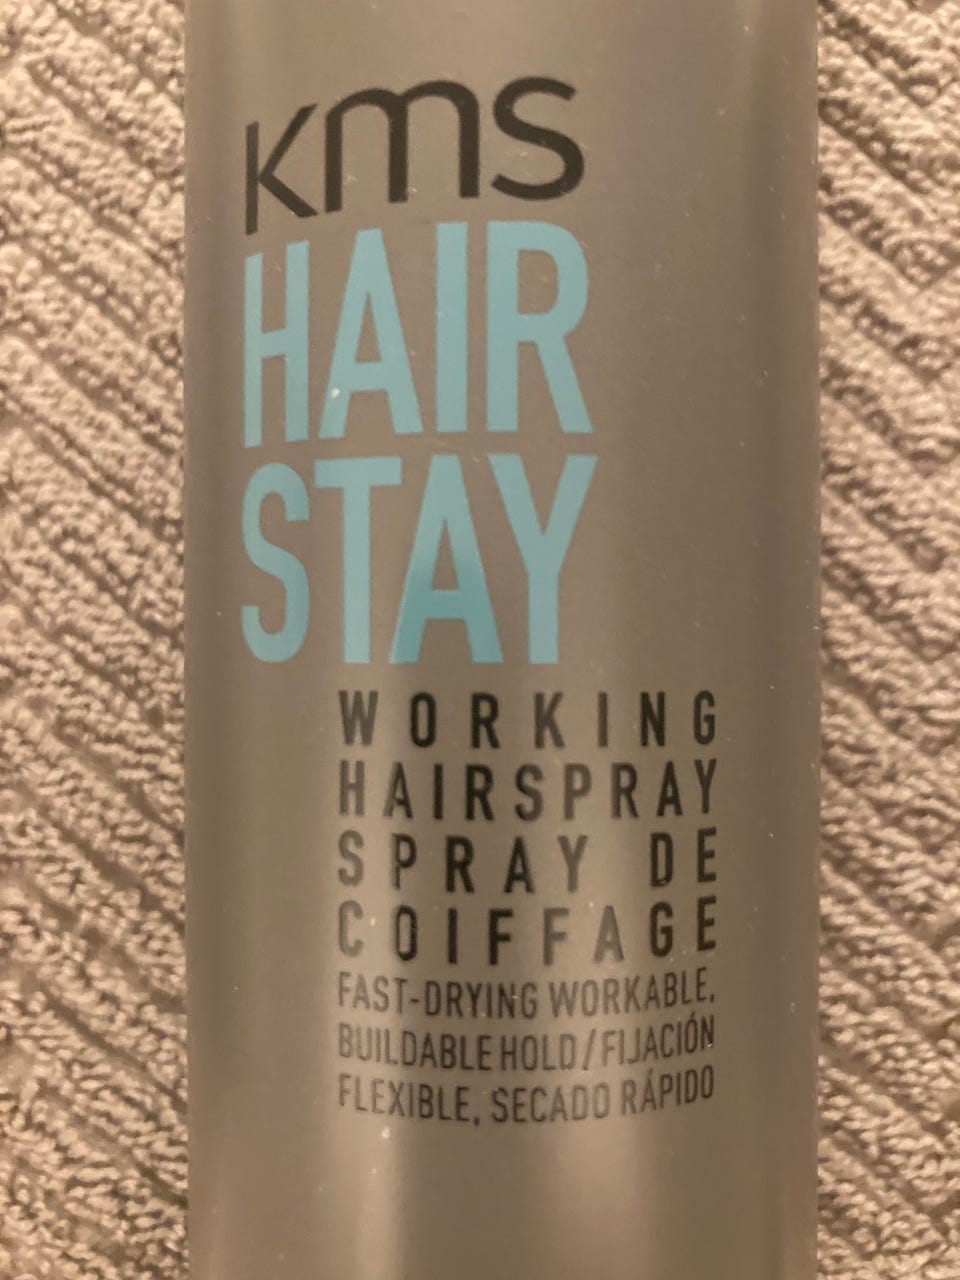 KMS
HAIR
STAY
WORKING
HAIRSPRAY
SPRAY DE
COIFFAGE
FAST-DRYING WORKABLE,
BUILDABLE HOLD/FIJACIÓN
FLEXIBLE, SECADO RÁPIDO